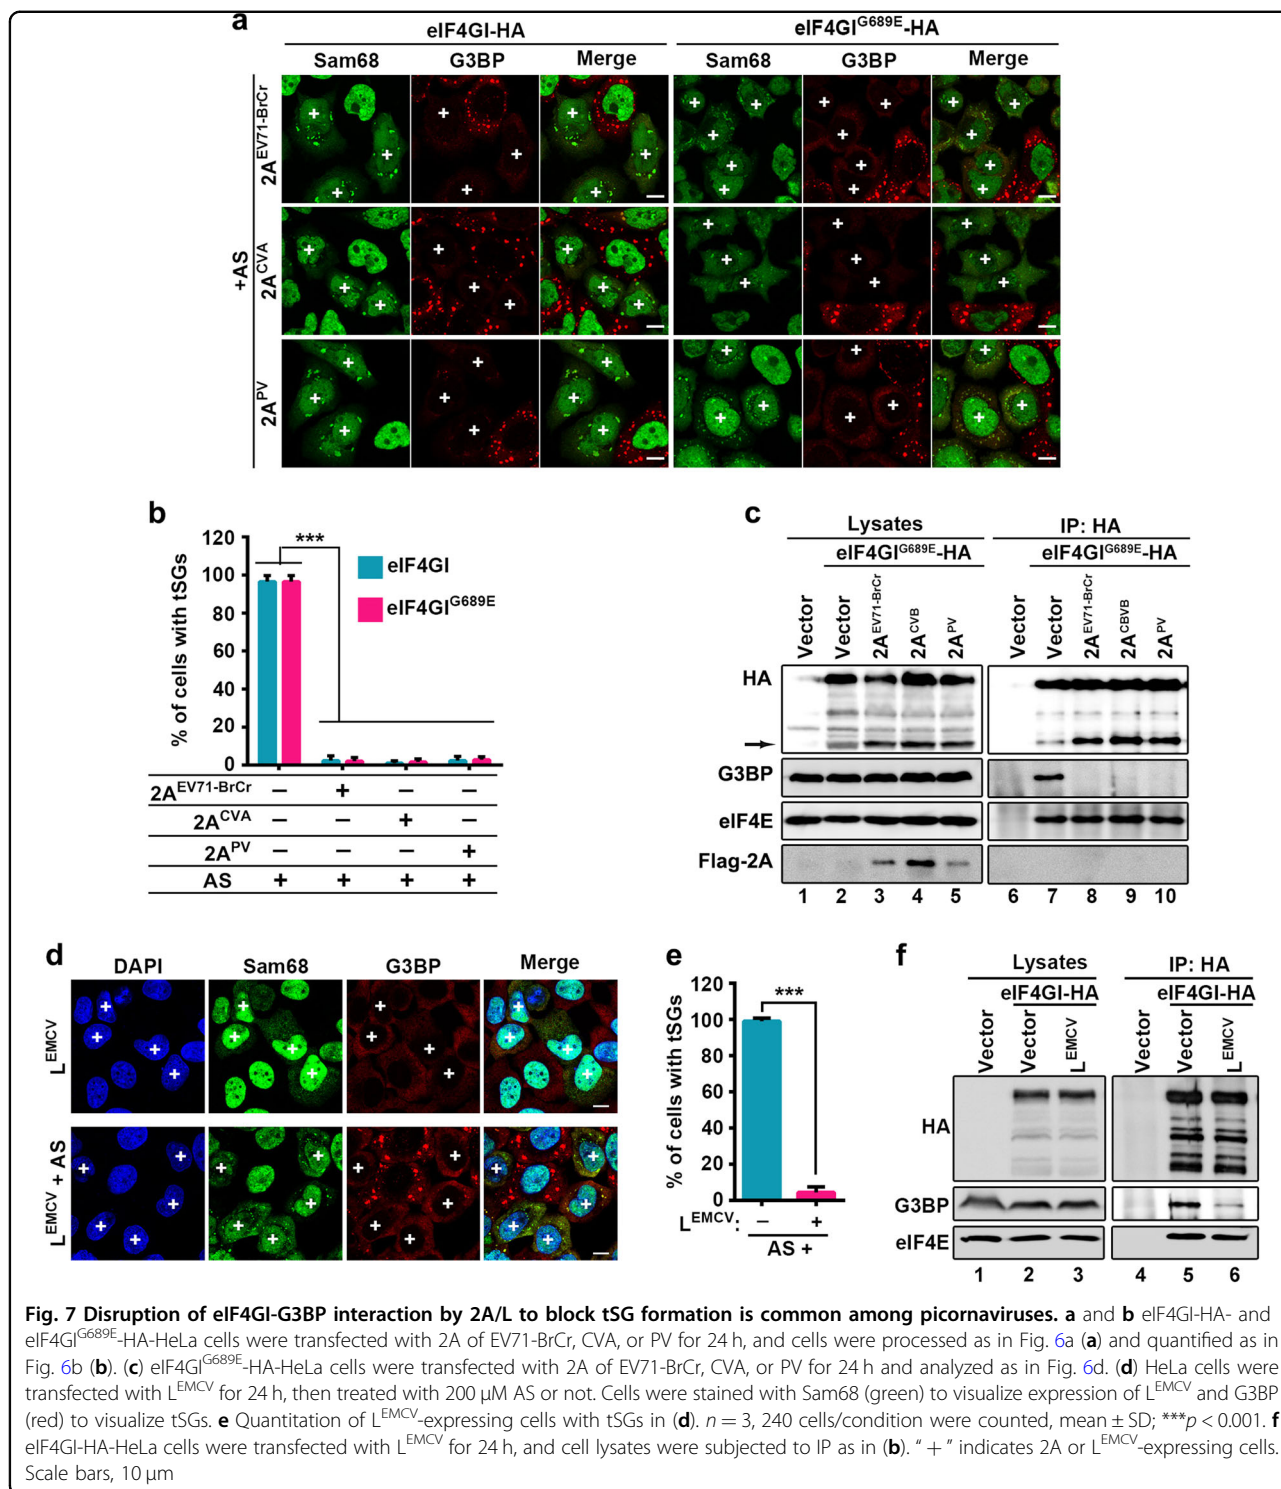 a
eIF4GI-HA
eIF4GI^G689E-HA
Sam68 G3BP Merge Sam68 G3BP Merge
+AS
2A^EV71-BrCr
2A^CVA
2A^PV
b
% of cells with tSGs
120
100
80
60
40
20
0
***
eIF4GI
eIF4GI^G689E
2A^EV71-BrCr – + – –
2A^CVA – – + –
2A^PV – – – +
AS + + + +
c
Lysates IP: HA
eIF4GI^G689E-HA eIF4GI^G689E-HA
Vector Vector 2A^EV71-BrCr 2A^CVB 2A^PV Vector Vector 2A^EV71-BrCr 2A^CBVB 2A^PV
HA
G3BP
eIF4E
Flag-2A
1 2 3 4 5 6 7 8 9 10
d
DAPI Sam68 G3BP Merge
L^EMCV
L^EMCV + AS
e
% of cells with tSGs
120
100
80
60
40
20
0
***
L^EMCV: – +
AS +
f
Lysates IP: HA
eIF4GI-HA eIF4GI-HA
Vector Vector L^EMCV Vector Vector L^EMCV
HA
G3BP
eIF4E
1 2 3 4 5 6
Fig. 7 Disruption of eIF4GI-G3BP interaction by 2A/L to block tSG formation is common among picornaviruses. a and b eIF4GI-HA- and
eIF4GI^G689E-HA-HeLa cells were transfected with 2A of EV71-BrCr, CVA, or PV for 24 h, and cells were processed as in Fig. 6a (a) and quantified as in
Fig. 6b (b). (c) eIF4GI^G689E-HA-HeLa cells were transfected with 2A of EV71-BrCr, CVA, or PV for 24 h and analyzed as in Fig. 6d. (d) HeLa cells were
transfected with L^EMCV for 24 h, then treated with 200 µM AS or not. Cells were stained with Sam68 (green) to visualize expression of L^EMCV and G3BP
(red) to visualize tSGs. e Quantitation of L^EMCV-expressing cells with tSGs in (d). n = 3, 240 cells/condition were counted, mean ± SD; ***p < 0.001. f
eIF4GI-HA-HeLa cells were transfected with L^EMCV for 24 h, and cell lysates were subjected to IP as in (b). “ + ” indicates 2A or L^EMCV-expressing cells.
Scale bars, 10 µm